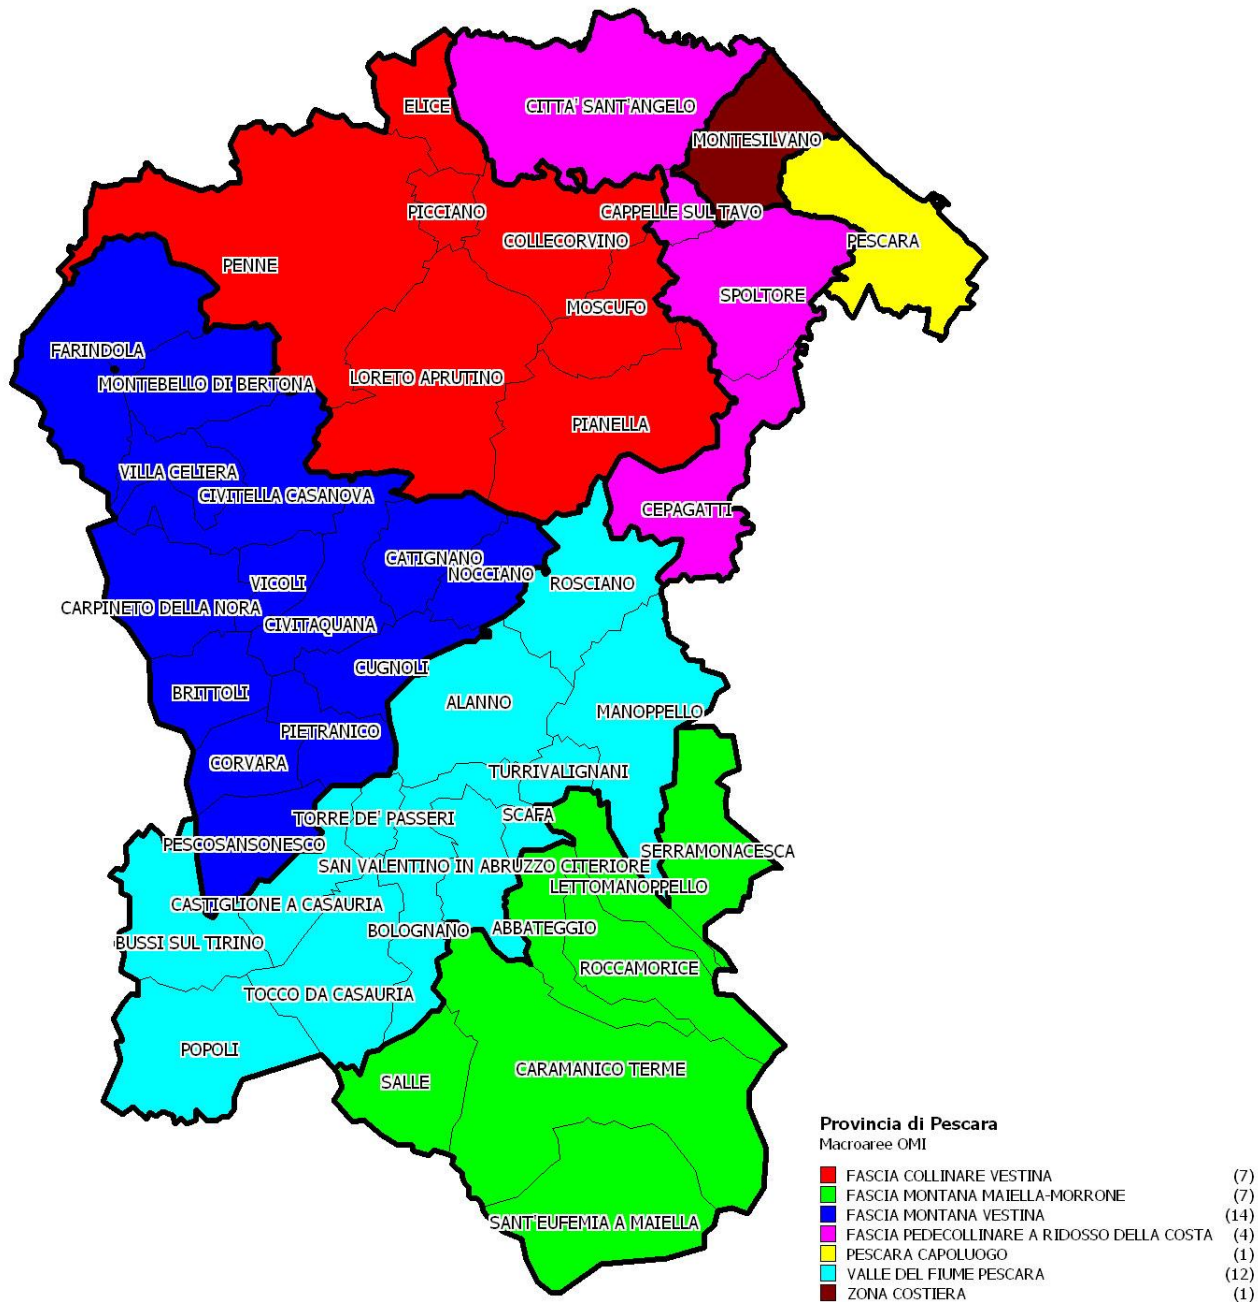 ELICE
CITTA' SANT'ANGELO
MONTESILVANO
PICCIANO
CAPPELLE SUL TAVO
COLLECORVINO
PESCARA
PENNE
SPOLTORE
MOSCUFO
FARINDOLA
MONTEBELLO DI BERTONA
LORETO APRUTINO
PIANELLA
VILLA CELIERA
CIVITELLA CASANOVA
CEPAGATTI
CATIGNANO
NOCCIANO
VICOLI
ROSCIANO
CARPINETO DELLA NORA
CIVITAQUANA
CUGNOLI
BRITTOLI
ALANNO
MANOPPELLO
PIETRANICO
CORVARA
TURRIVALIGNANI
TORRE DE' PASSERI
SCAFA
PESCOSANSONESCO
SERRAMONACESCA
SAN VALENTINO IN ABRUZZO CITERIORE
LETTOMANOPPELLO
CASTIGLIONE A CASAURIA
BOLOGNANO
ABBATEGGIO
BUSSI SUL TIRINO
ROCCAMORICE
TOCCO DA CASAURIA
POPOLI
CARAMANICO TERME
SALLE
SANT'EUFEMIA A MAIELLA
Provincia di Pescara
Macroaree OMI
FASCIA COLLINARE VESTINA (7)
FASCIA MONTANA MAIELLA-MORRONE (7)
FASCIA MONTANA VESTINA (14)
FASCIA PEDECOLLINARE A RIDOSSO DELLA COSTA (4)
PESCARA CAPOLUOGO (1)
VALLE DEL FIUME PESCARA (12)
ZONA COSTIERA (1)